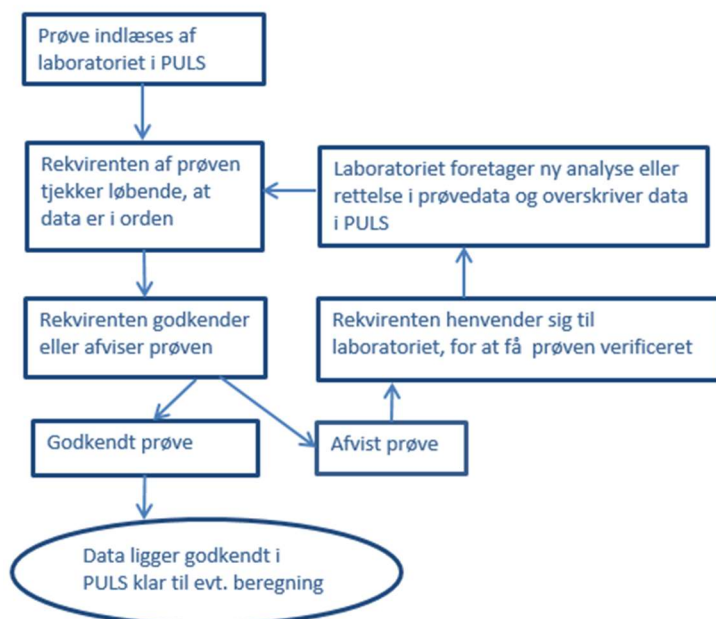 Prøve indlæses af
laboratoriet i PULS
Rekvirenten af prøven
tjekker løbende, at
data er i orden
Laboratoriet foretager ny analyse eller
rettelse i prøvedata og overskriver data
i PULS
Rekvirenten godkender
eller afviser prøven
Rekvirenten henvender sig til
laboratoriet, for at få prøven verificeret
Godkendt prøve
Afvist prøve
Data ligger godkendt i
PULS klar til evt. beregning